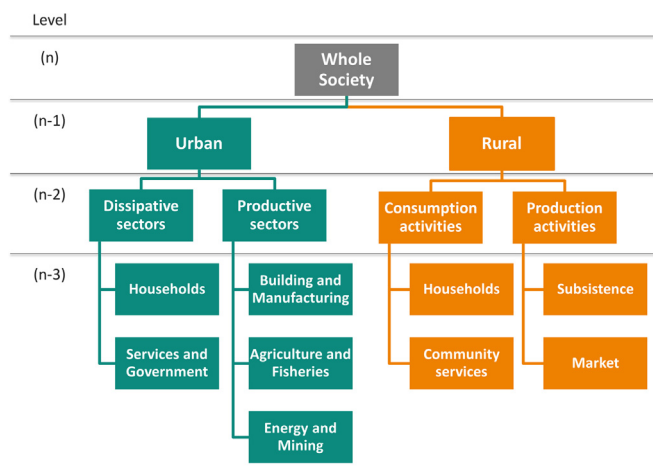 Level
(n)
Whole
Society
(n-1)
Urban
Rural
(n-2)
Dissipative
sectors
Productive
sectors
Consumption
activities
Production
activities
(n-3)
Households
Building and
Manufacturing
Households
Subsistence
Services and
Government
Agriculture and
Fisheries
Community
services
Market
Energy and
Mining